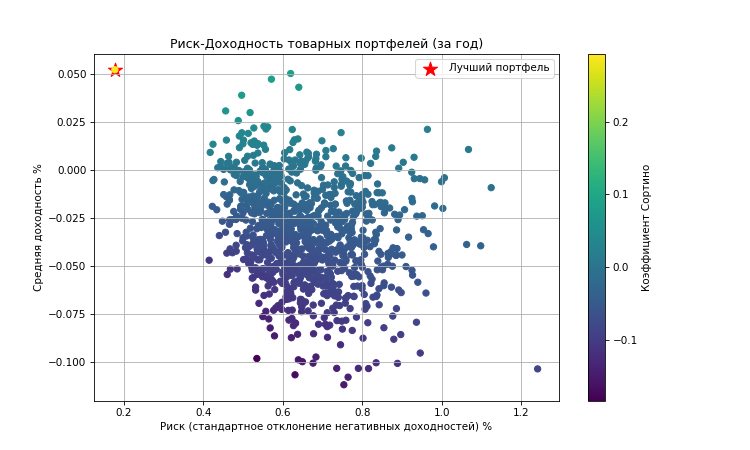 Риск-Доходность товарных портфелей (за год)
Лучший портфель
Средняя доходность %
0.050
0.025
0.000
−0.025
−0.050
−0.075
−0.100
0.2 0.4 0.6 0.8 1.0 1.2
Риск (стандартное отклонение негативных доходностей) %
0.2
0.1
0.0
−0.1
Коэффициент Сортино